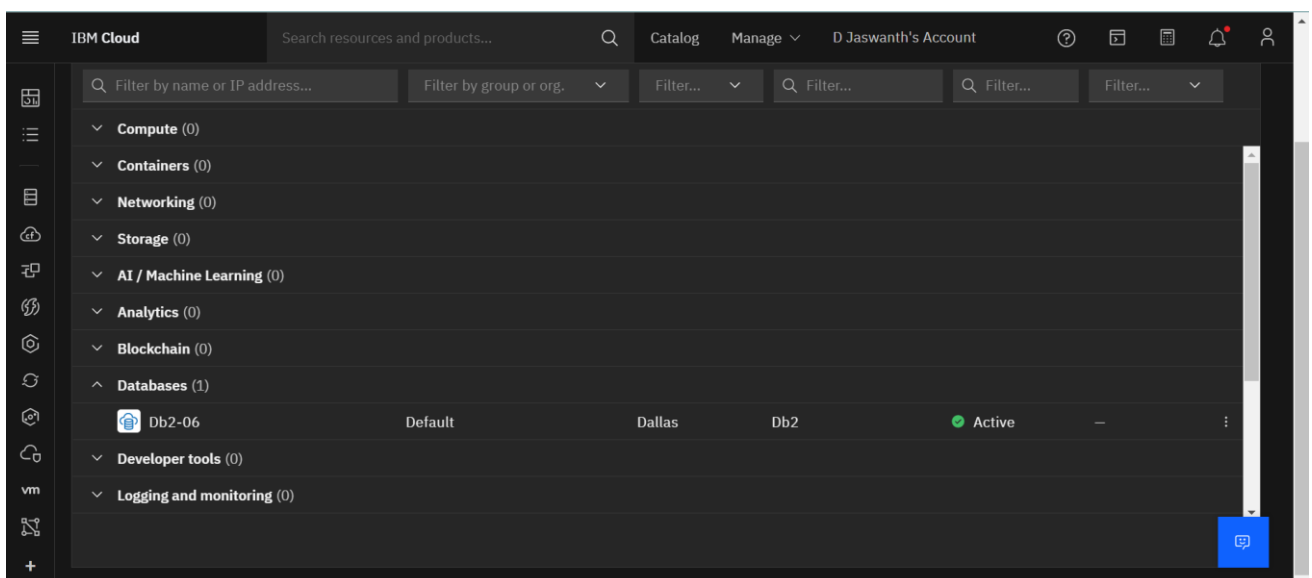 IBM Cloud Search resources and products... Catalog Manage D Jaswanth's Account
Filter by name or IP address... Filter by group or org. Filter... Filter... Filter... Filter...
Compute (0)
Containers (0)
Networking (0)
Storage (0)
AI / Machine Learning (0)
Analytics (0)
Blockchain (0)
Databases (1)
Db2-06 Default Dallas Db2 Active –
Developer tools (0)
vm
Logging and monitoring (0)